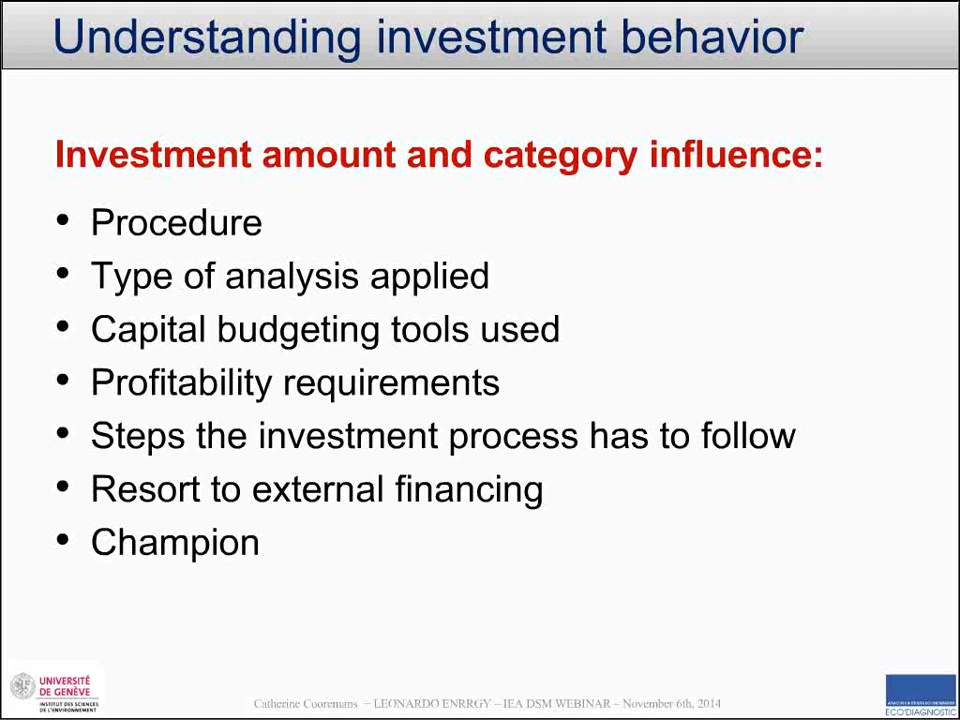 Understanding investment behavior
Investment amount and category influence:
• Procedure
• Type of analysis applied
• Capital budgeting tools used
• Profitability requirements
• Steps the investment process has to follow
• Resort to external financing
• Champion
UNIVERSITÉ
DE GENÈVE
INSTITUT DES SCIENCES
DE L'ENVIRONNEMENT
Catherine Cooremans – LEONARDO ENRRGY – IEA DSM WEBINAR – November 6th, 2014
ECO'DIAGNOSTIC